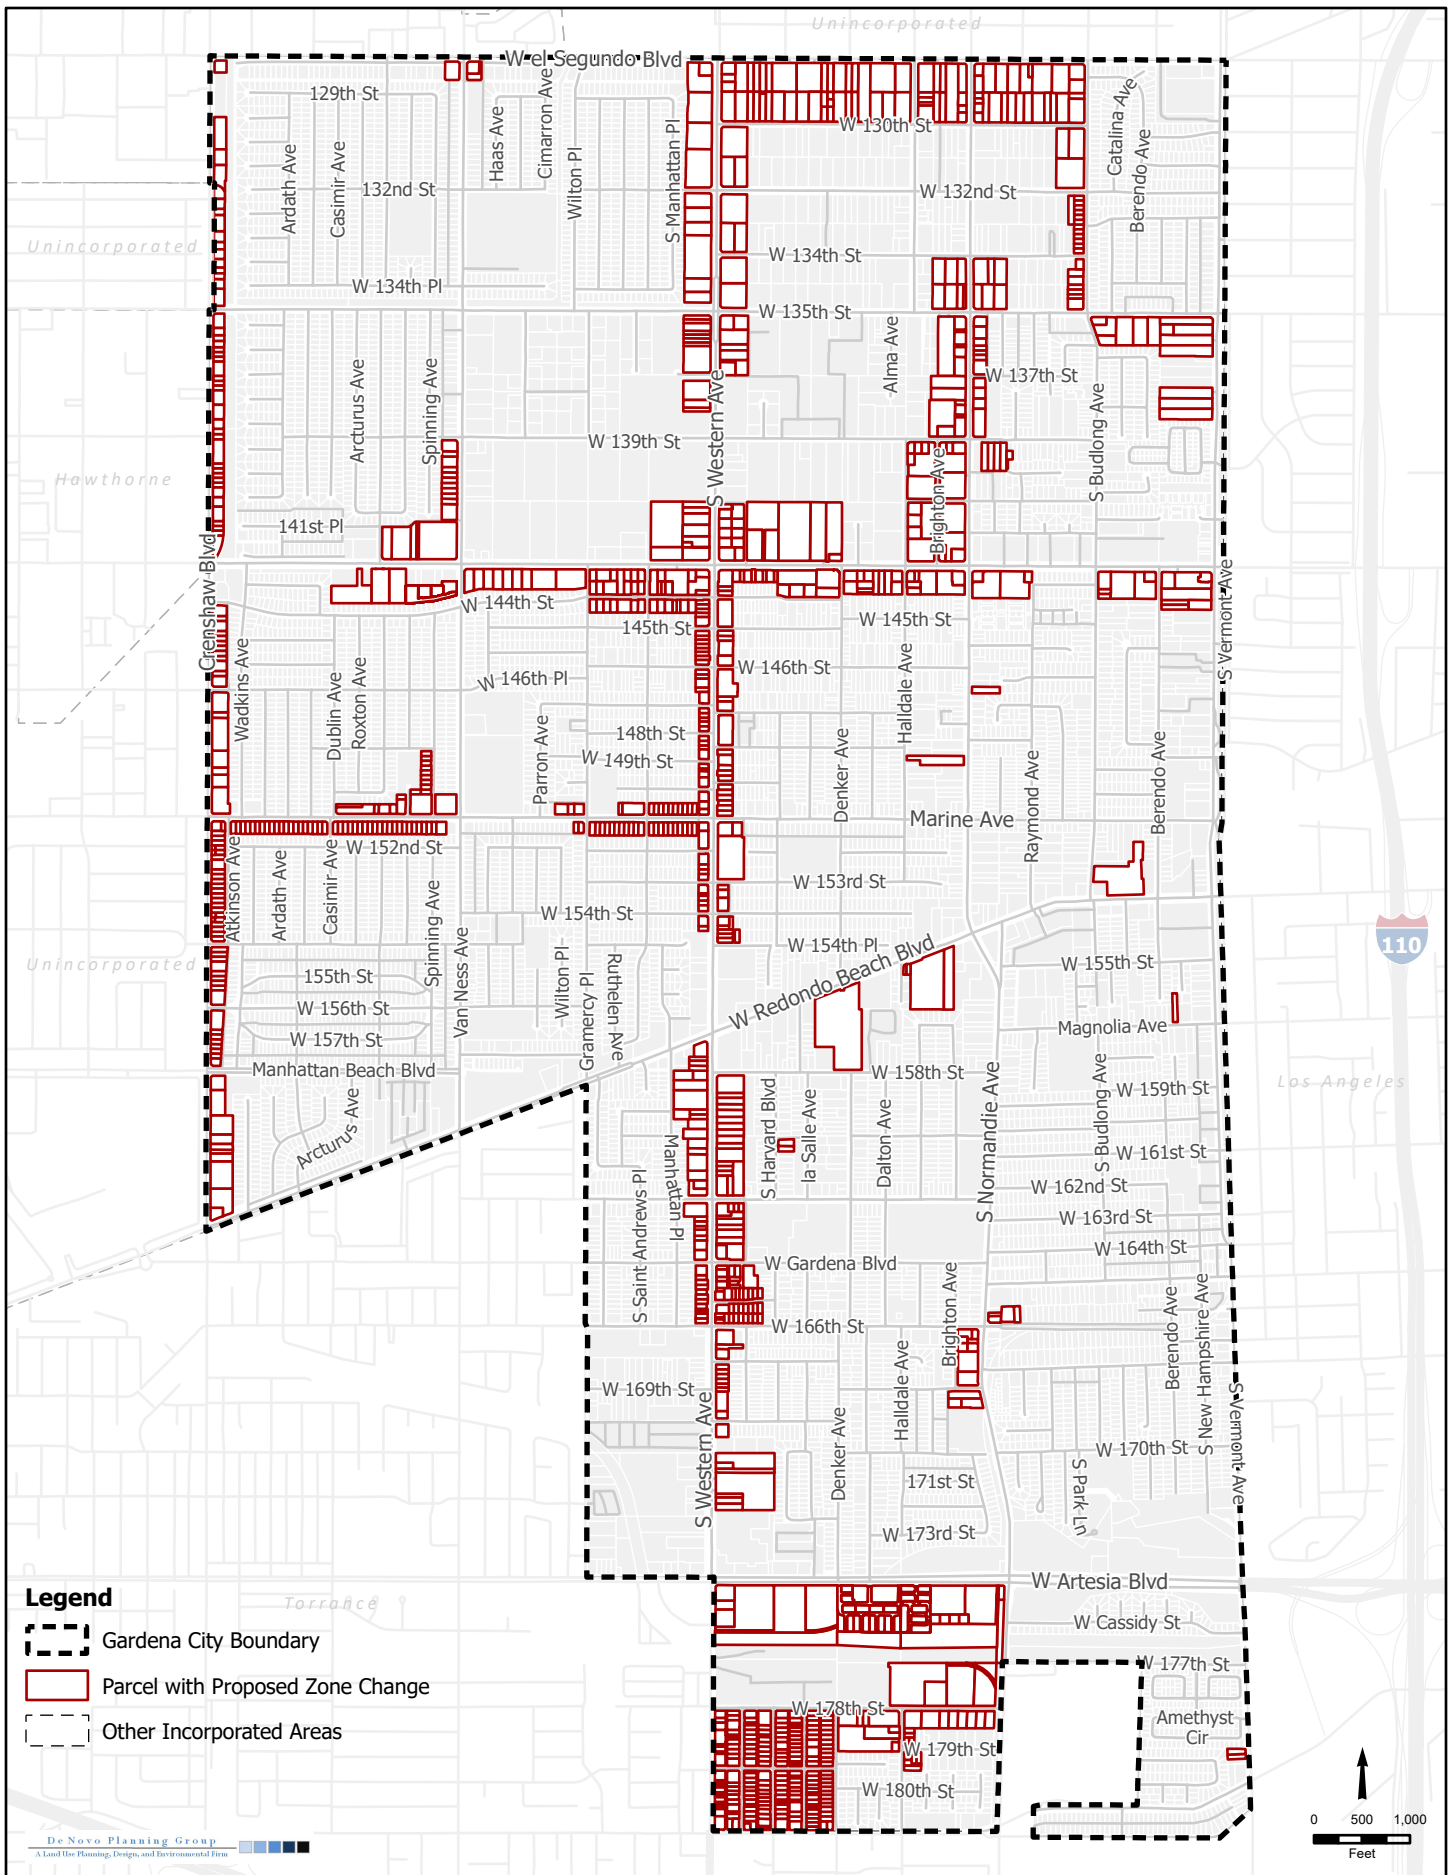 Unincorporated
W el Segundo Blvd
129th St
Haas Ave
Cimarron Ave
Wilton Pl
S Manhattan Pl
W 130th St
Catalina Ave
Berendo Ave
Ardath Ave
Casimir Ave
132nd St
W 132nd St
Unincorporated
W 134th St
W 134th Pl
W 135th St
Alma Ave
Arcturus Ave
Spinning Ave
S Western Ave
W 137th St
S Budlong Ave
W 139th St
Hawthorne
Brighton Ave
141st Pl
Crenshaw Blvd
S Vermont Ave
W 144th St
145th St
W 145th St
Wadkins Ave
Dublin Ave
Roxton Ave
W 146th Pl
W 146th St
Halldale Ave
Parron Ave
148th St
W 149th St
Denker Ave
Raymond Ave
Berendo Ave
Marine Ave
W 152nd St
Atkinson Ave
Ardath Ave
Casimir Ave
Spinning Ave
W 153rd St
W 154th St
W 154th Pl
110
Unincorporated
155th St
Van Ness Ave
Wilton Pl
Gramercy Pl
Ruthelen Ave
W Redondo Beach Blvd
W 155th St
W 156th St
W 157th St
Magnolia Ave
Manhattan Beach Blvd
W 158th St
W 159th St
Los Angeles
Arcturus Ave
S Harvard Blvd
la Salle Ave
Dalton Ave
S Normandie Ave
S Budlong Ave
W 161st St
Manhattan Pl
S Saint Andrews Pl
W 162nd St
W 163rd St
W 164th St
W Gardena Blvd
Brighton Ave
W 166th St
Berendo Ave
S New Hampshire Ave
W 169th St
Halldale Ave
S Western Ave
Denker Ave
W 170th St
S Vermont Ave
171st St
S Park Ln
W 173rd St
W Artesia Blvd
Legend
Torrance
Gardena City Boundary
W Cassidy St
Parcel with Proposed Zone Change
W 177th St
W 178th St
Other Incorporated Areas
Amethyst
Cir
W 179th St
W 180th St
0 500 1,000
Feet
De Novo Planning Group
A Land Use Planning, Design, and Environmental Firm